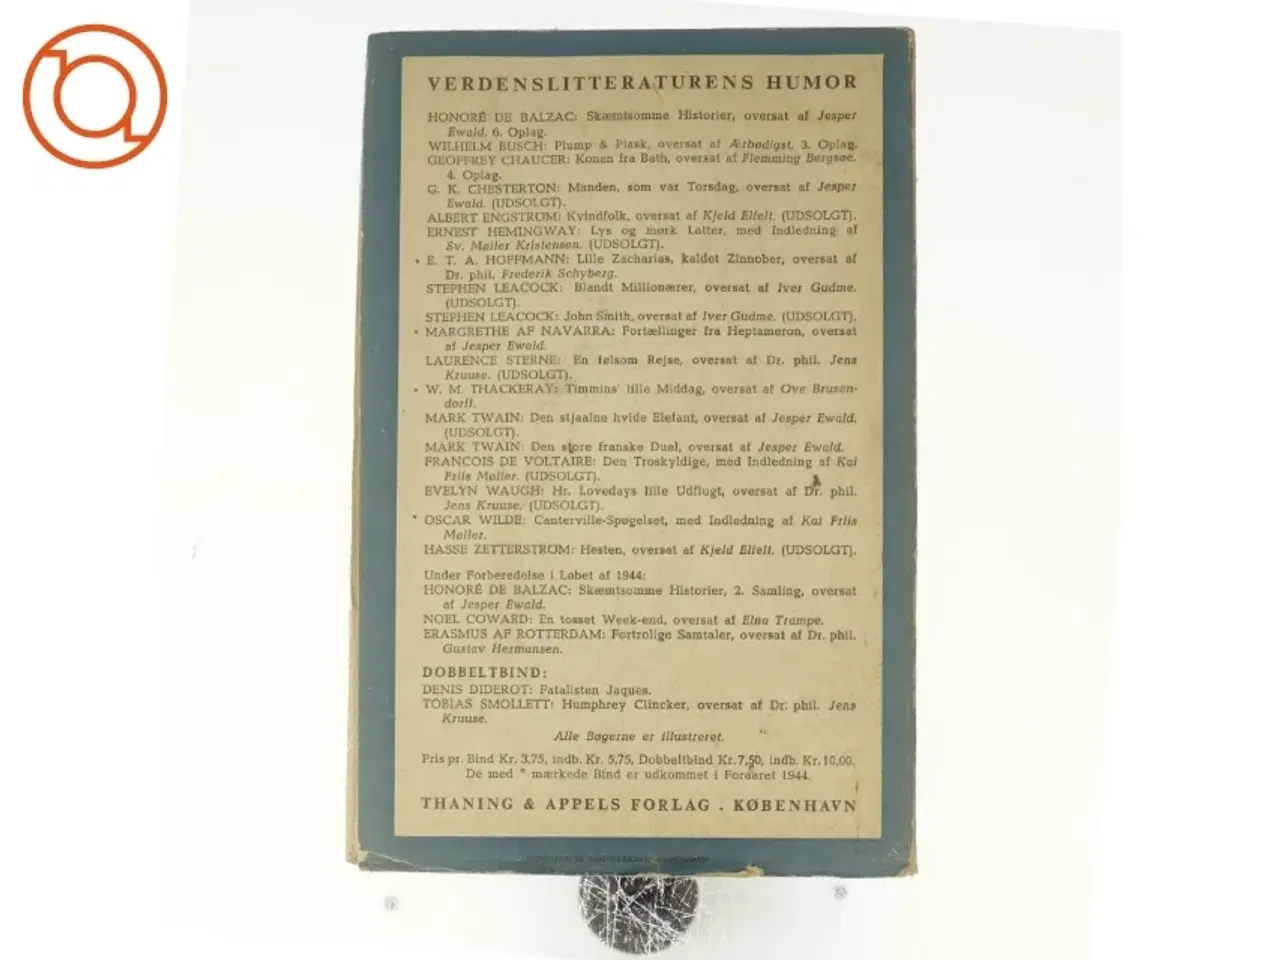 VERDENSLITTERATURENS HUMOR
HONORÉ DE BALZAC: Skæmtsomme Historier, oversat af Jesper
Ewald. 6. Oplag.
WILHELM BUSCH: Plump & Plask, oversat af Ærbødigst. 3. Oplag.
GEOFFREY CHAUCER: Konen fra Bath, oversat af Flemming Bergsøe.
4. Oplag.
G. K. CHESTERTON: Manden, som var Torsdag, oversat af Jesper
Ewald. (UDSOLGT).
ALBERT ENGSTRØM: Kvindfolk, oversat af Kjeld Elfelt. (UDSOLGT).
ERNEST HEMINGWAY: Lys og mørk Latter, med Indledning af
Sv. Møller Kristensen. (UDSOLGT).
* E. T. A. HOFFMANN: Lille Zacharias, kaldet Zinnober, oversat af
Dr. phil. Frederik Schyberg.
STEPHEN LEACOCK: Blandt Millionærer, oversat af Iver Gudme.
(UDSOLGT).
STEPHEN LEACOCK: John Smith, oversat af Iver Gudme. (UDSOLGT).
* MARGRETHE AF NAVARRA: Fortællinger fra Heptameron, oversat
af Jesper Ewald.
LAURENCE STERNE: En følsom Rejse, oversat af Dr. phil. Jens
Kruuse. (UDSOLGT).
* W. M. THACKERAY: Timmins' lille Middag, oversat af Ove Brusen-
dorff.
MARK TWAIN: Den stjaalne hvide Elefant, oversat af Jesper Ewald.
(UDSOLGT).
MARK TWAIN: Den store franske Duel, oversat af Jesper Ewald.
FRANCOIS DE VOLTAIRE: Den Troskyldige, med Indledning af Kai
Friis Møller. (UDSOLGT).
EVELYN WAUGH: Hr. Lovedays lille Udflugt, oversat af Dr. phil.
Jens Kruuse. (UDSOLGT).
* OSCAR WILDE: Canterville-Spøgelset, med Indledning af Kai Friis
Møller.
HASSE ZETTERSTRØM: Hesten, oversat af Kjeld Elfelt. (UDSOLGT).
Under Forberedelse i Løbet af 1944:
HONORÉ DE BALZAC: Skæmtsomme Historier, 2. Samling, oversat
af Jesper Ewald.
NOEL COWARD: En tosset Week-end, oversat af Elna Trampe.
ERASMUS AF ROTTERDAM: Fortrolige Samtaler, oversat af Dr. phil.
Gustav Hermansen.
DOBBELTBIND:
DENIS DIDEROT: Fatalisten Jaques.
TOBIAS SMOLLETT: Humphrey Clincker, oversat af Dr. phil. Jens
Kruuse.
Alle Bøgerne er illustreret.
Pris pr. Bind Kr. 3,75, indb. Kr. 5,75, Dobbeltbind Kr. 7,50, indb. Kr. 10,00.
De med * mærkede Bind er udkommet i Foraaret 1944.
THANING & APPELS FORLAG . KØBENHAVN